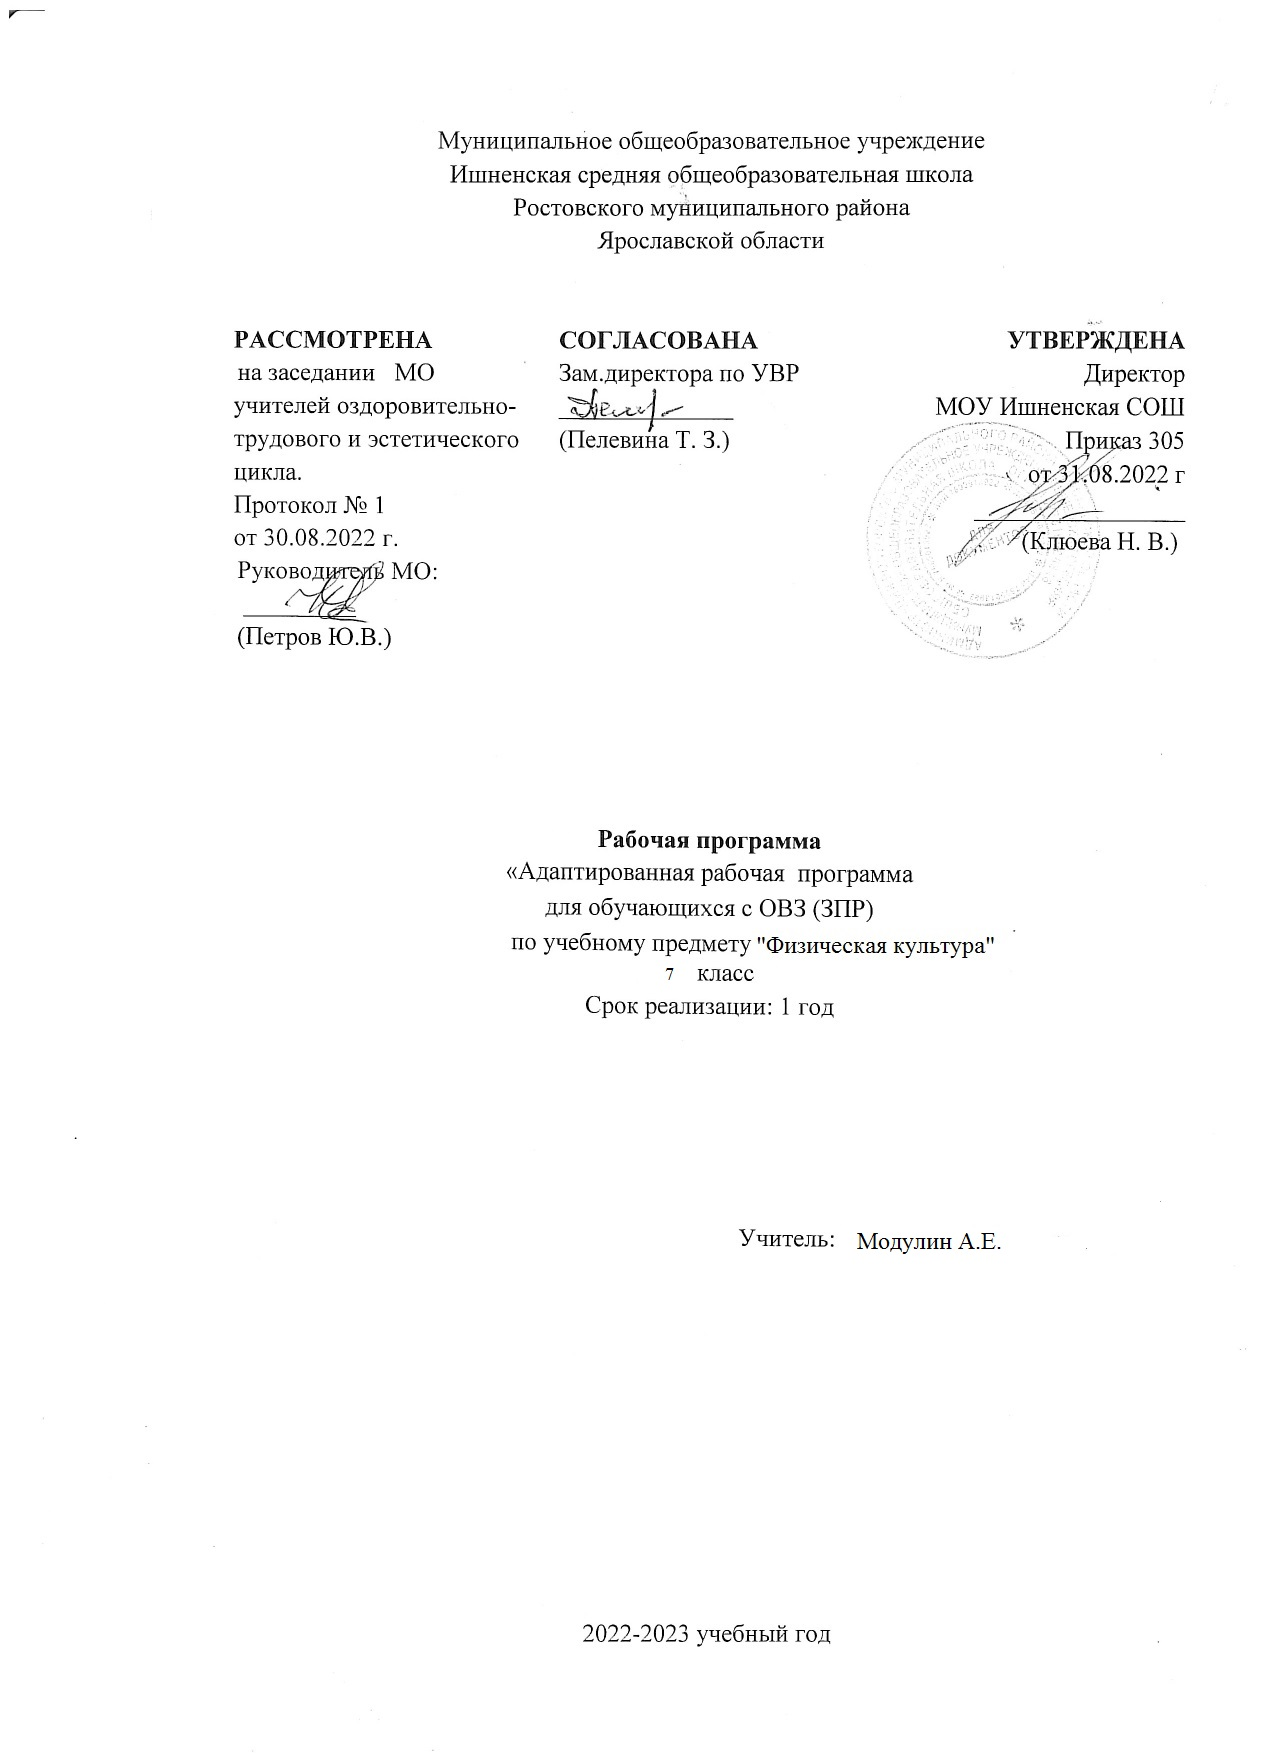 Муниципальное общеобразовательное учреждение
Ишненская средняя общеобразовательная школа
Ростовского муниципального района
Ярославской области
РАССМОТРЕНА
на заседании МО
учителей оздоровительно-
трудового и эстетического
цикла.
Протокол № 1
от 30.08.2022 г.
Руководитель МО:
(Петров Ю.В.)
СОГЛАСОВАНА
Зам.директора по УВР
(Пелевина Т. З.)
УТВЕРЖДЕНА
Директор
МОУ Ишненская СОШ
Приказ 305
от 31.08.2022 г
(Клюева Н. В.)
ДЛЯ
ДОКУМЕНТОВ
Рабочая программа
«Адаптированная рабочая программа
для обучающихся с ОВЗ (ЗПР)
по учебному предмету "Физическая культура"
7 класс
Срок реализации: 1 год
Учитель: Модулин А.Е.
2022-2023 учебный год